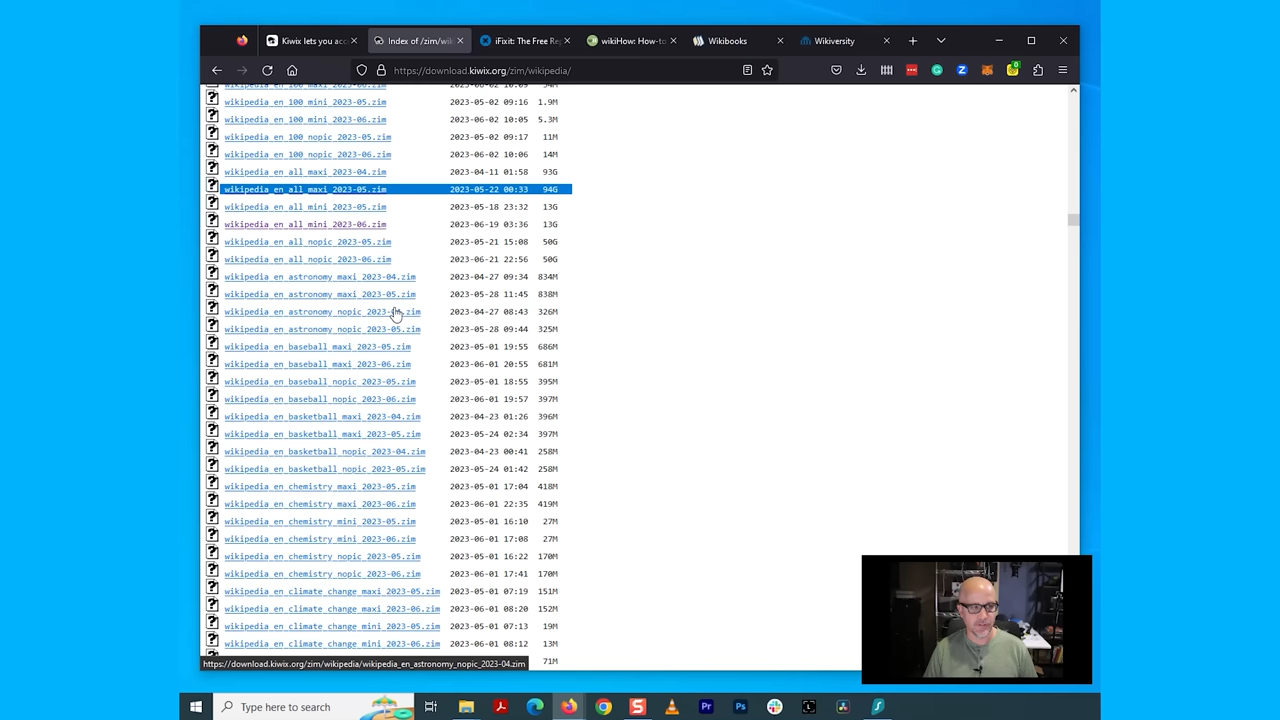 Kiwix lets you acc
Index of /zim/wiki
iFixit: The Free Re
wikiHow: How-to
Wikibooks
Wikiversity
https://download.kiwix.org/zim/wikipedia/
0
wikipedia_en_100_mini_2023-05.zim 2023-05-02 09:16 1.9M
wikipedia_en_100_mini_2023-06.zim 2023-06-02 10:05 5.3M
wikipedia_en_100_nopic_2023-05.zim 2023-05-02 09:17 11M
wikipedia_en_100_nopic_2023-06.zim 2023-06-02 10:06 14M
wikipedia_en_all_maxi_2023-04.zim 2023-04-11 01:58 93G
wikipedia_en_all_maxi_2023-05.zim 2023-05-22 00:33 94G
wikipedia_en_all_mini_2023-05.zim 2023-05-18 23:32 13G
wikipedia_en_all_mini_2023-06.zim 2023-06-19 03:36 13G
wikipedia_en_all_nopic_2023-05.zim 2023-05-21 15:08 50G
wikipedia_en_all_nopic_2023-06.zim 2023-06-21 22:56 50G
wikipedia_en_astronomy_maxi_2023-04.zim 2023-04-27 09:34 834M
wikipedia_en_astronomy_maxi_2023-05.zim 2023-05-28 11:45 838M
wikipedia_en_astronomy_nopic_2023-04.zim 2023-04-27 08:43 326M
wikipedia_en_astronomy_nopic_2023-05.zim 2023-05-28 09:44 325M
wikipedia_en_baseball_maxi_2023-05.zim 2023-05-01 19:55 686M
wikipedia_en_baseball_maxi_2023-06.zim 2023-06-01 20:55 681M
wikipedia_en_baseball_nopic_2023-05.zim 2023-05-01 18:55 395M
wikipedia_en_baseball_nopic_2023-06.zim 2023-06-01 19:57 397M
wikipedia_en_basketball_maxi_2023-04.zim 2023-04-23 01:26 396M
wikipedia_en_basketball_maxi_2023-05.zim 2023-05-24 02:34 397M
wikipedia_en_basketball_nopic_2023-04.zim 2023-04-23 00:41 258M
wikipedia_en_basketball_nopic_2023-05.zim 2023-05-24 01:42 258M
wikipedia_en_chemistry_maxi_2023-05.zim 2023-05-01 17:04 418M
wikipedia_en_chemistry_maxi_2023-06.zim 2023-06-01 22:35 419M
wikipedia_en_chemistry_mini_2023-05.zim 2023-05-01 16:10 27M
wikipedia_en_chemistry_mini_2023-06.zim 2023-06-01 17:08 27M
wikipedia_en_chemistry_nopic_2023-05.zim 2023-05-01 16:22 170M
wikipedia_en_chemistry_nopic_2023-06.zim 2023-06-01 17:41 170M
wikipedia_en_climate_change_maxi_2023-05.zim 2023-05-01 07:19 151M
wikipedia_en_climate_change_maxi_2023-06.zim 2023-06-01 08:20 152M
wikipedia_en_climate_change_mini_2023-05.zim 2023-05-01 07:13 19M
wikipedia_en_climate_change_mini_2023-06.zim 2023-06-01 08:12 13M
71M
https://download.kiwix.org/zim/wikipedia/wikipedia_en_astronomy_nopic_2023-04.zim
Type here to search
Pr
Ps